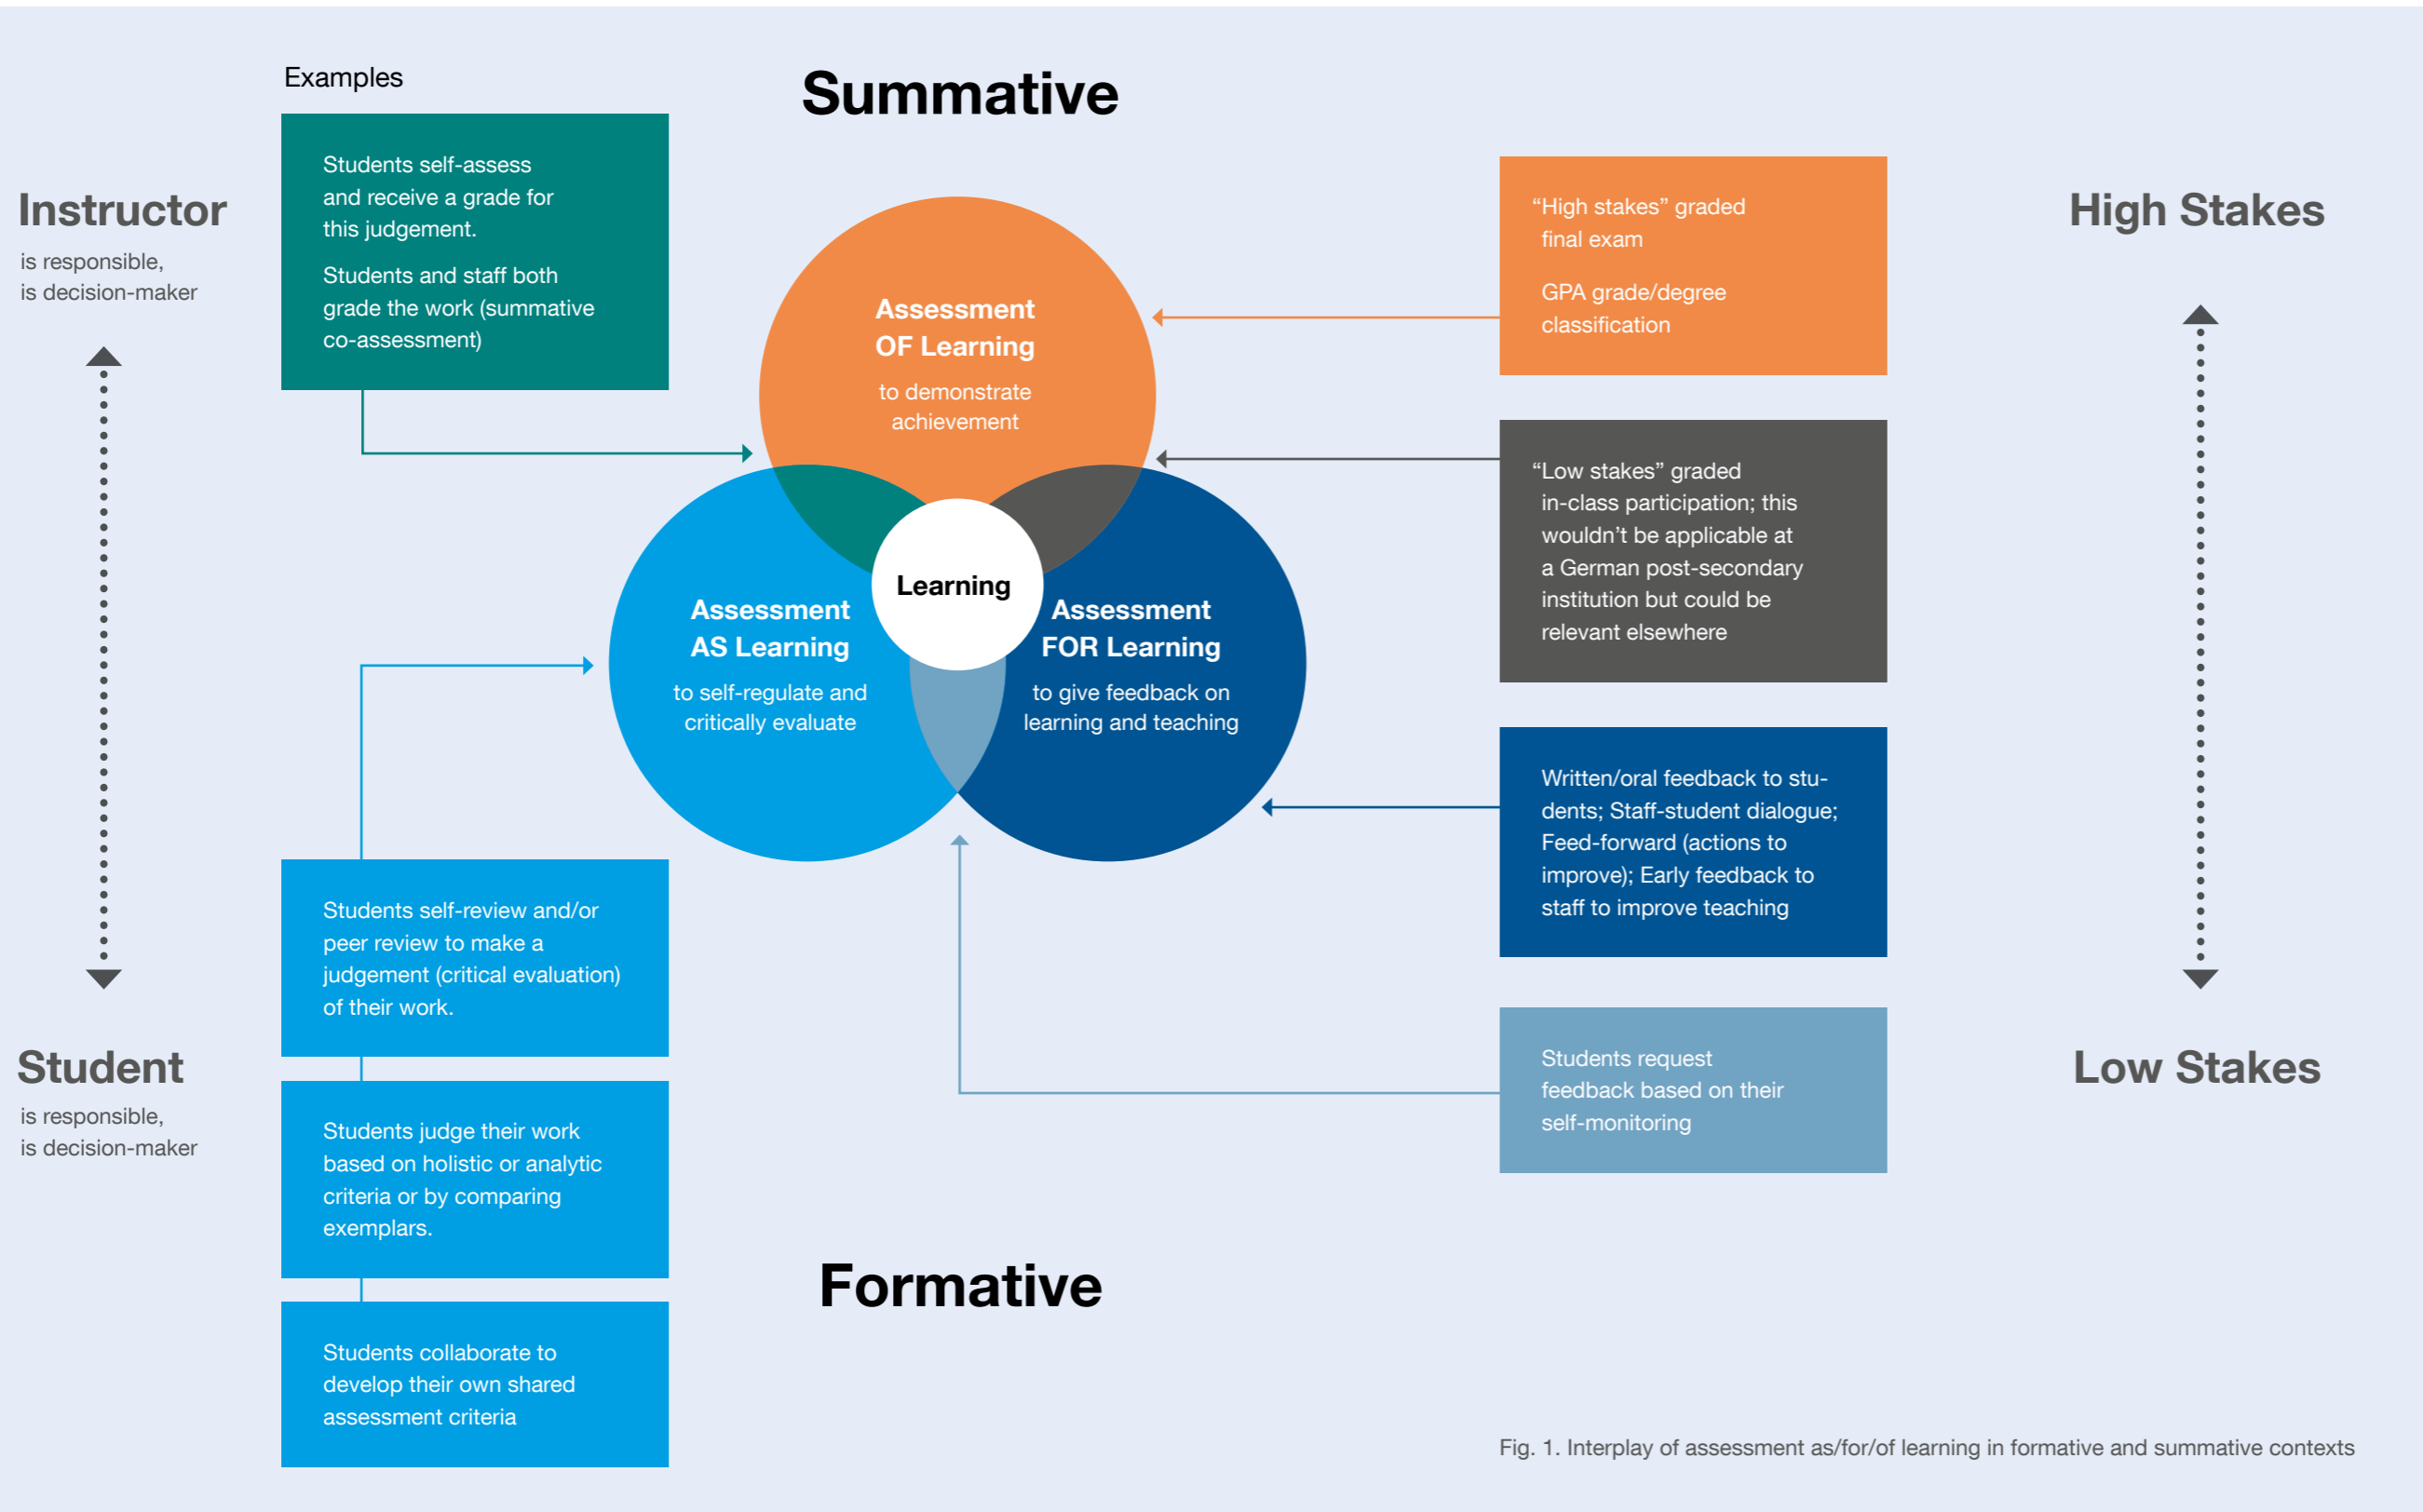 Examples
Summative
Instructor
is responsible,
is decision-maker
Students self-assess
and receive a grade for
this judgement.
Students and staff both
grade the work (summative
co-assessment)
Assessment
OF Learning
to demonstrate
achievement
“High stakes” graded
final exam
GPA grade/degree
classification
High Stakes
“Low stakes” graded
in-class participation; this
wouldn’t be applicable at
a German post-secondary
institution but could be
relevant elsewhere
Learning
Assessment
AS Learning
to self-regulate and
critically evaluate
Assessment
FOR Learning
to give feedback on
learning and teaching
Written/oral feedback to stu-
dents; Staff-student dialogue;
Feed-forward (actions to
improve); Early feedback to
staff to improve teaching
Students self-review and/or
peer review to make a
judgement (critical evaluation)
of their work.
Student
is responsible,
is decision-maker
Students judge their work
based on holistic or analytic
criteria or by comparing
exemplars.
Students request
feedback based on their
self-monitoring
Low Stakes
Formative
Students collaborate to
develop their own shared
assessment criteria
Fig. 1. Interplay of assessment as/for/of learning in formative and summative contexts